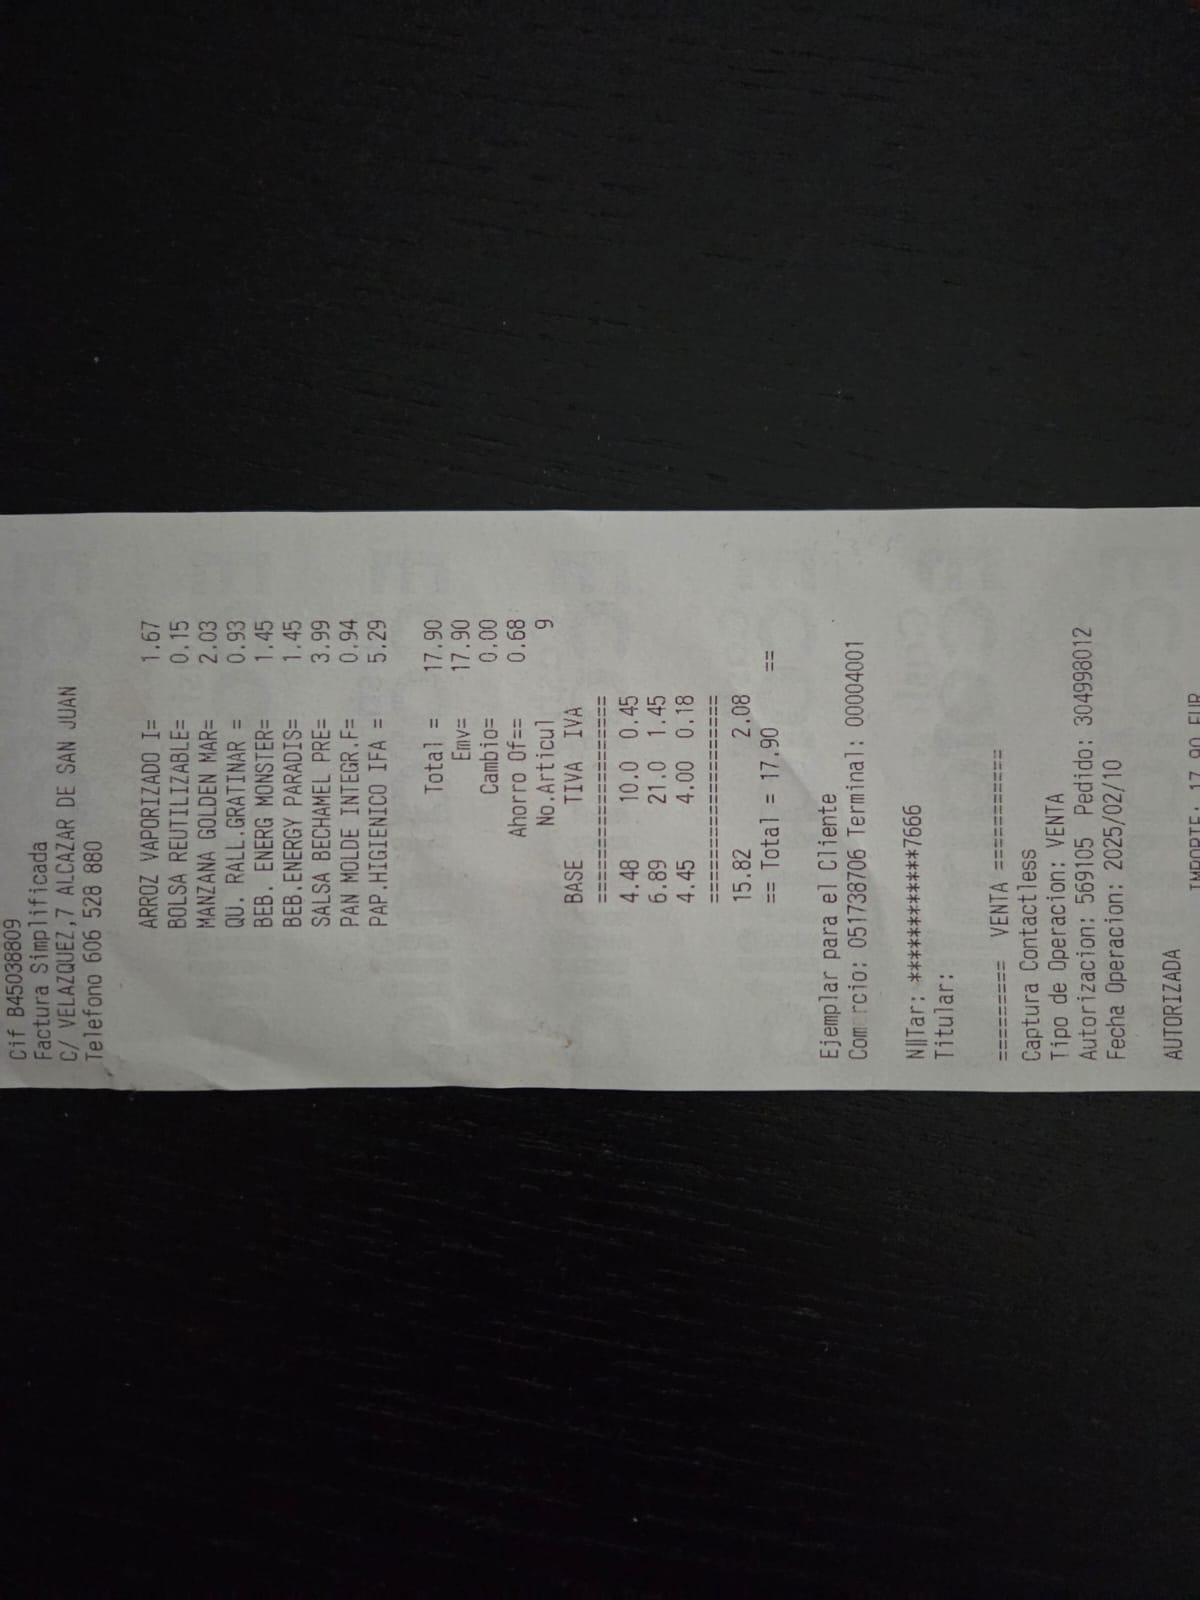 Cif B45038809
Factura Simplificada
C/ VELAZQUEZ,7 ALCAZAR DE SAN JUAN
Telefono 606 528 880
ARROZ VAPORIZADO I= 1.67
BOLSA REUTILIZABLE= 0.15
MANZANA GOLDEN MAR= 2.03
QU. RALLA.GRATINAR = 0.93
BEB. ENERG MONSTER= 1.45
BEB.ENERGY PARADIS= 1.45
SALSA BECHAMEL PRE= 3.99
PAN MOLDE INTEGR.F= 0.94
PAP.HIGIENICO IFA = 5.29
Total = 17.90
Emv= 17.90
Cambio= 0.00
Ahorro Of== 0.68
No.Articul 9
BASE TIVA IVA
==================
4.48 10.0 0.45
6.89 21.0 1.45
4.45 4.00 0.18
==================
15.82 2.08
== Total = 17.90 ==
Ejemplar para el Cliente
Com rcio: 051738706 Terminal: 00004001
N||Tar: ************7666
Titular:
========= VENTA ===========
Captura Contactless
Tipo de Operacion: VENTA
Autorizacion: 569105 Pedido: 304998012
Fecha Operacion: 2025/02/10
AUTORIZADA
IMPORTE: 17,90 EUR